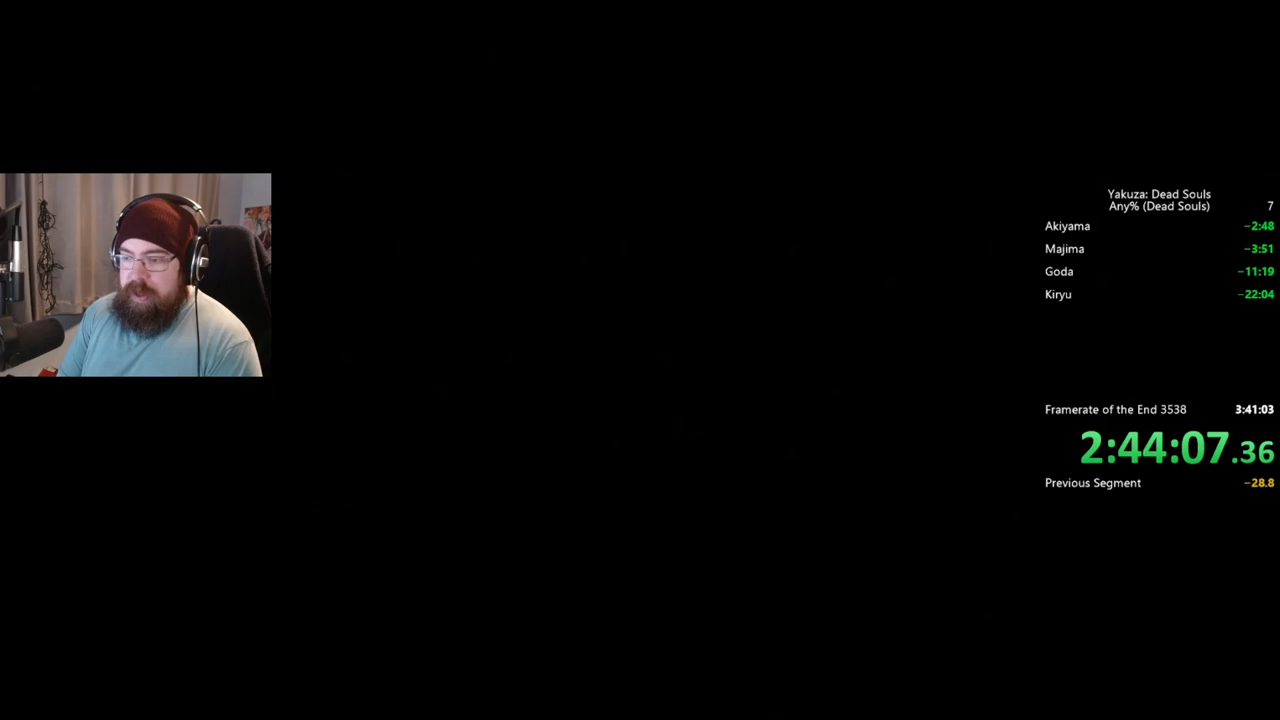 Yakuza: Dead Souls
Any% (Dead Souls) 7
Akiyama −2:48
Majima −3:51
Goda −11:19
Kiryu −22:04
Framerate of the End 3538 3:41:03
2:44:07.36
Previous Segment −28.8